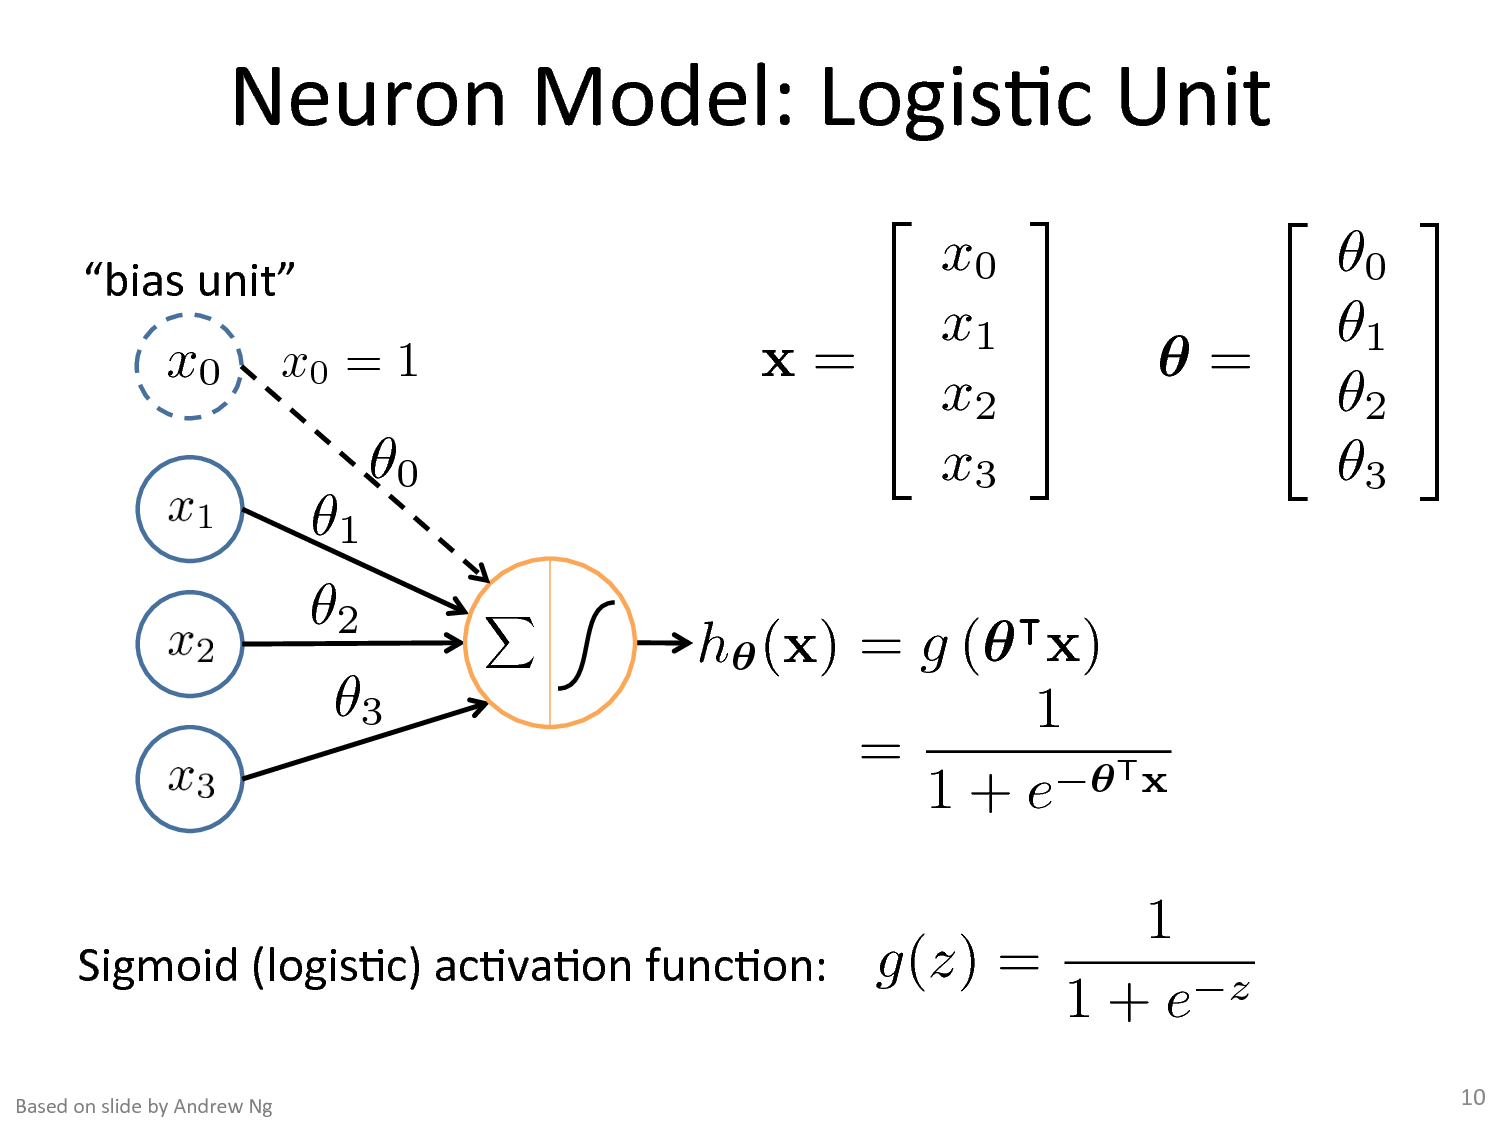 Neuron Model: Logistic Unit
“bias unit”
x₀
x₀ = 1
θ₀
x₁
θ₁
x₂
θ₂
x₃
θ₃
∑
x = [ x₀ x₁ x₂ x₃ ]
θ = [ θ₀ θ₁ θ₂ θ₃ ]
h_θ(x) = g (θᵀx)
= 1 / (1 + e^(−θᵀx))
Sigmoid (logistic) activation function: g(z) = 1 / (1 + e^(−z))
Based on slide by Andrew Ng
10